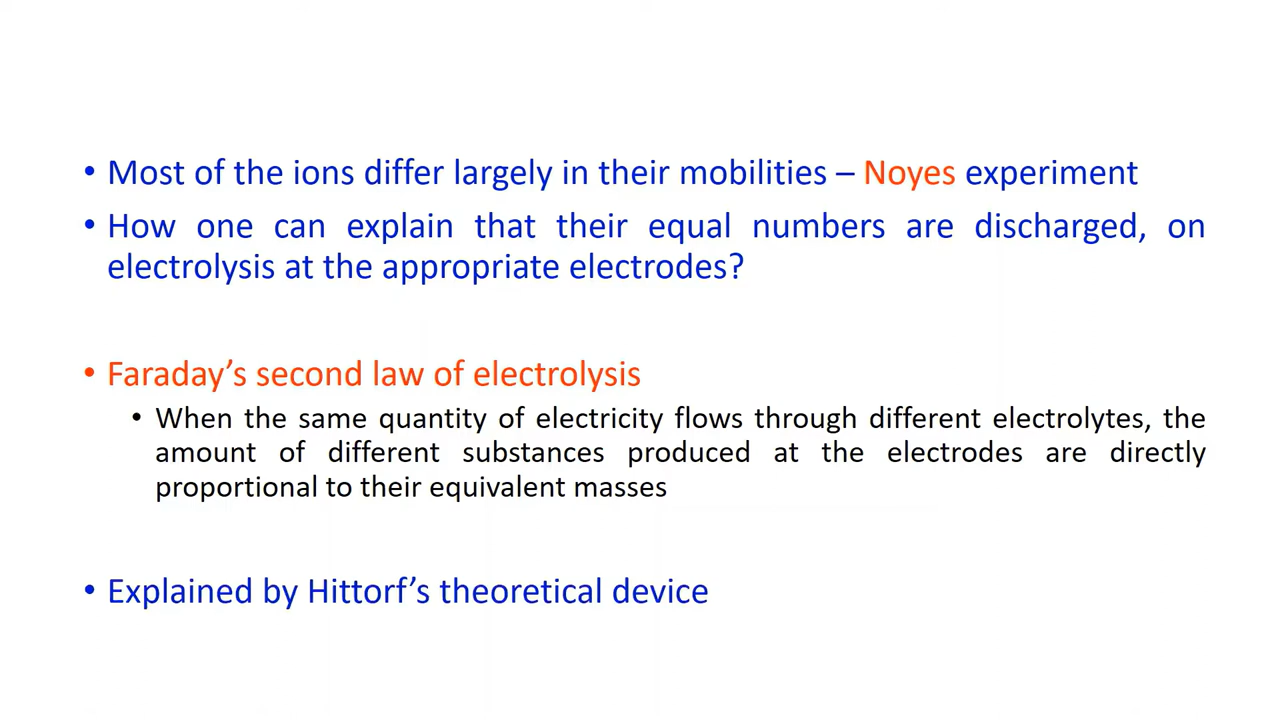 • Most of the ions differ largely in their mobilities – Noyes experiment
• How one can explain that their equal numbers are discharged, on
electrolysis at the appropriate electrodes?
• Faraday’s second law of electrolysis
• When the same quantity of electricity flows through different electrolytes, the
amount of different substances produced at the electrodes are directly
proportional to their equivalent masses
• Explained by Hittorf’s theoretical device